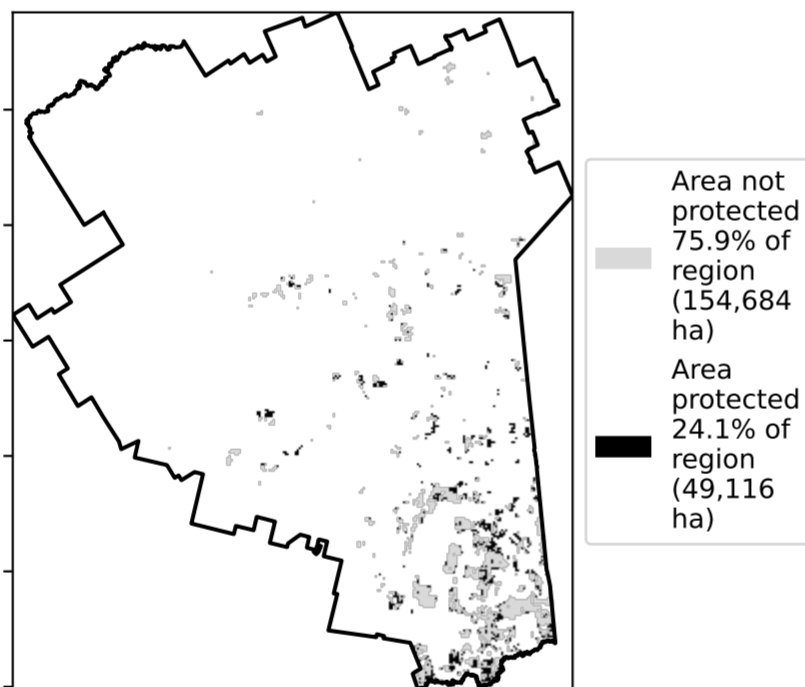 Area not
protected
75.9% of
region
(154,684
ha)
Area
protected
24.1% of
region
(49,116
ha)